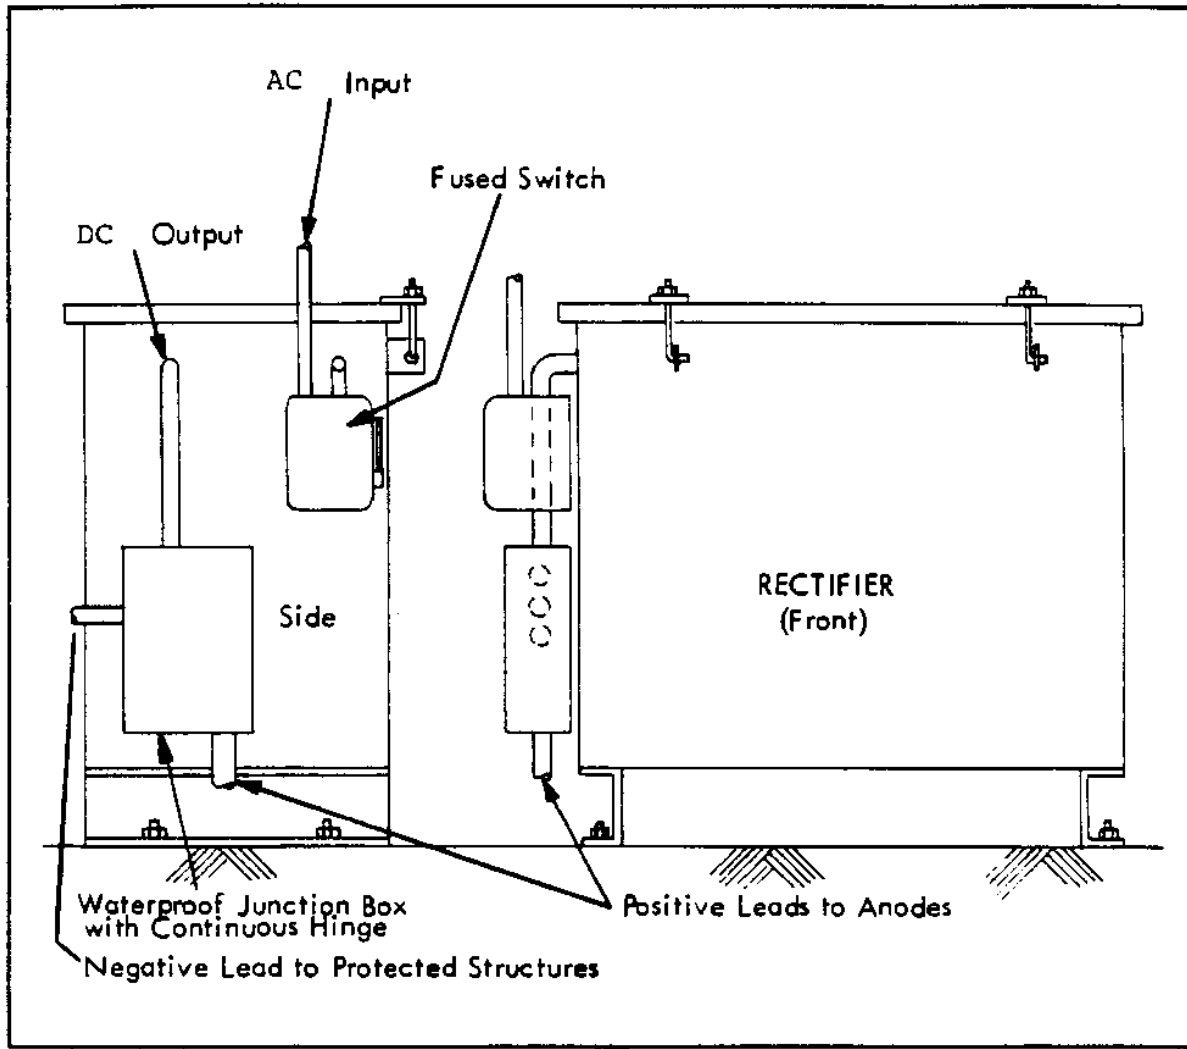 AC Input
Fused Switch
DC Output
Side
RECTIFIER
(Front)
Waterproof Junction Box
with Continuous Hinge
Positive Leads to Anodes
Negative Lead to Protected Structures